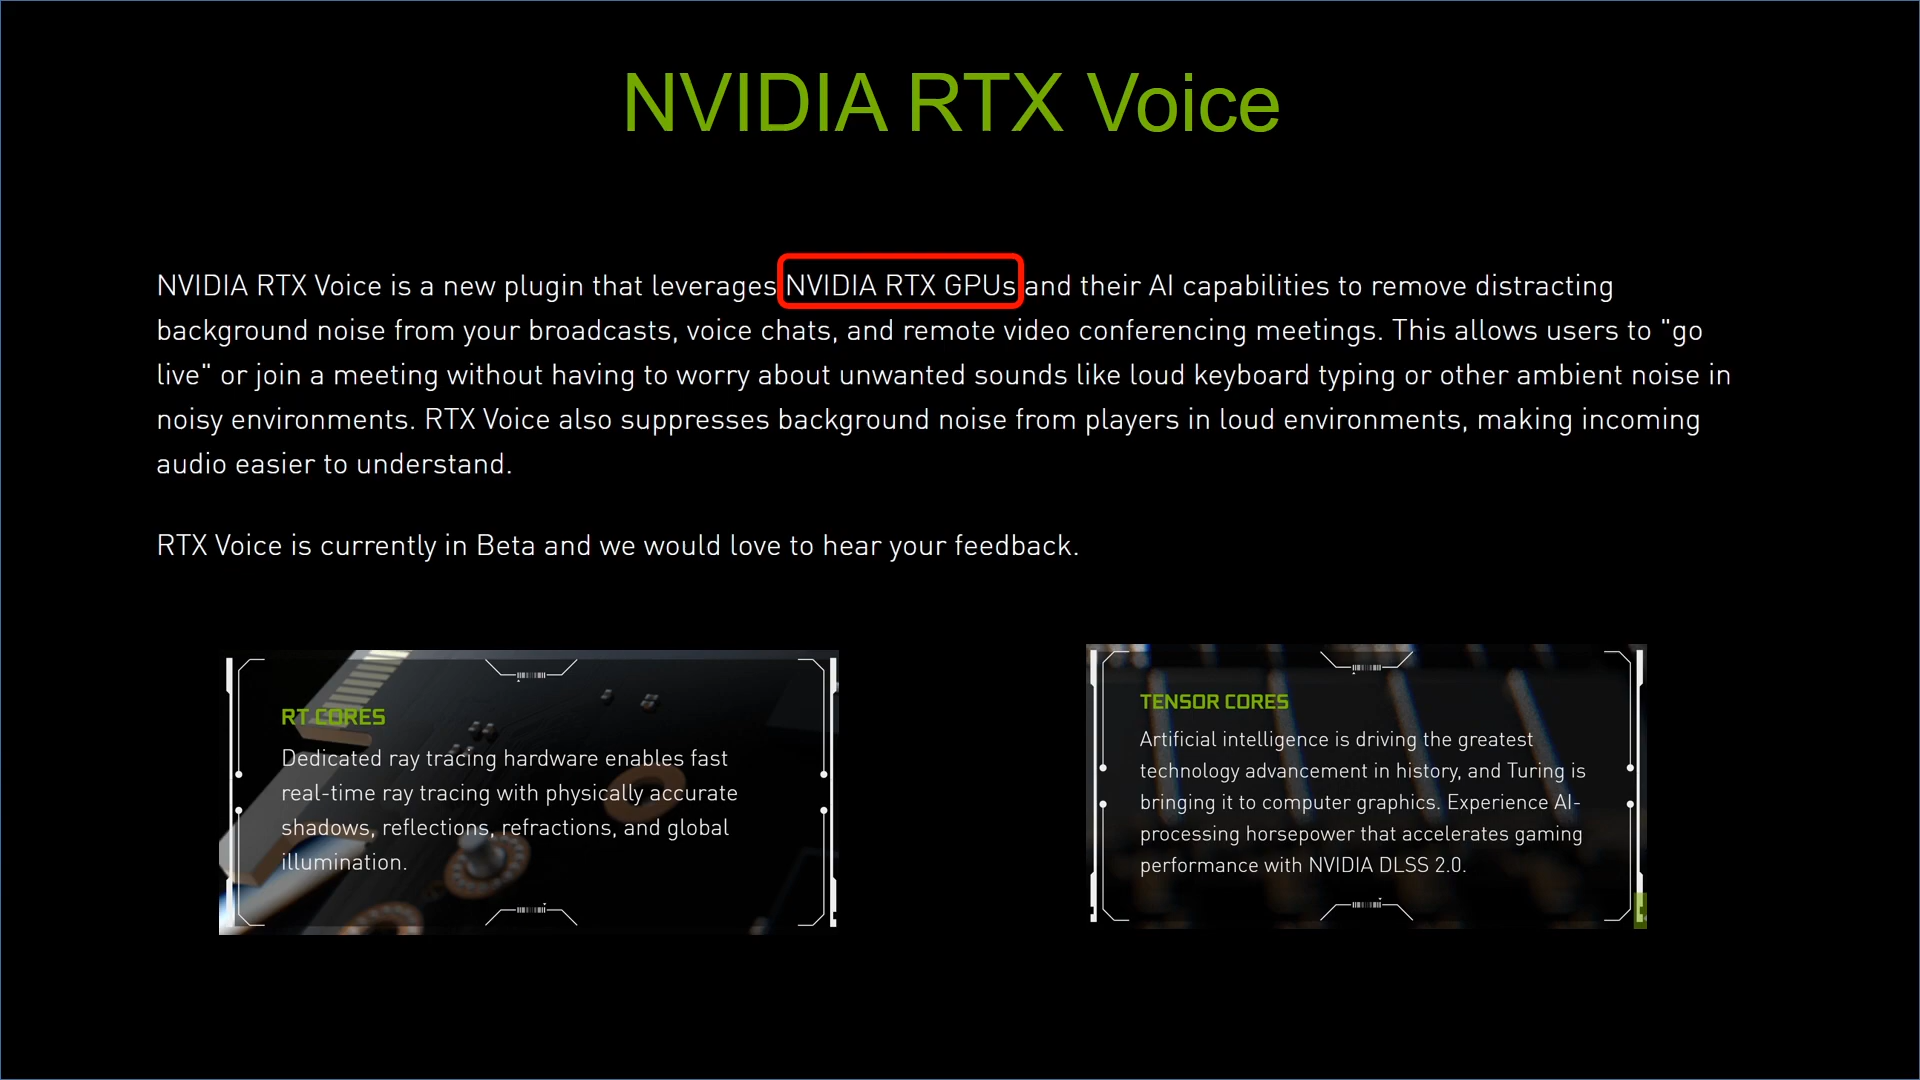 NVIDIA RTX Voice
NVIDIA RTX Voice is a new plugin that leverages NVIDIA RTX GPUs and their AI capabilities to remove distracting
background noise from your broadcasts, voice chats, and remote video conferencing meetings. This allows users to "go
live" or join a meeting without having to worry about unwanted sounds like loud keyboard typing or other ambient noise in
noisy environments. RTX Voice also suppresses background noise from players in loud environments, making incoming
audio easier to understand.
RTX Voice is currently in Beta and we would love to hear your feedback.
RT CORES
Dedicated ray tracing hardware enables fast
real-time ray tracing with physically accurate
shadows, reflections, refractions, and global
illumination.
TENSOR CORES
Artificial intelligence is driving the greatest
technology advancement in history, and Turing is
bringing it to computer graphics. Experience AI-
processing horsepower that accelerates gaming
performance with NVIDIA DLSS 2.0.